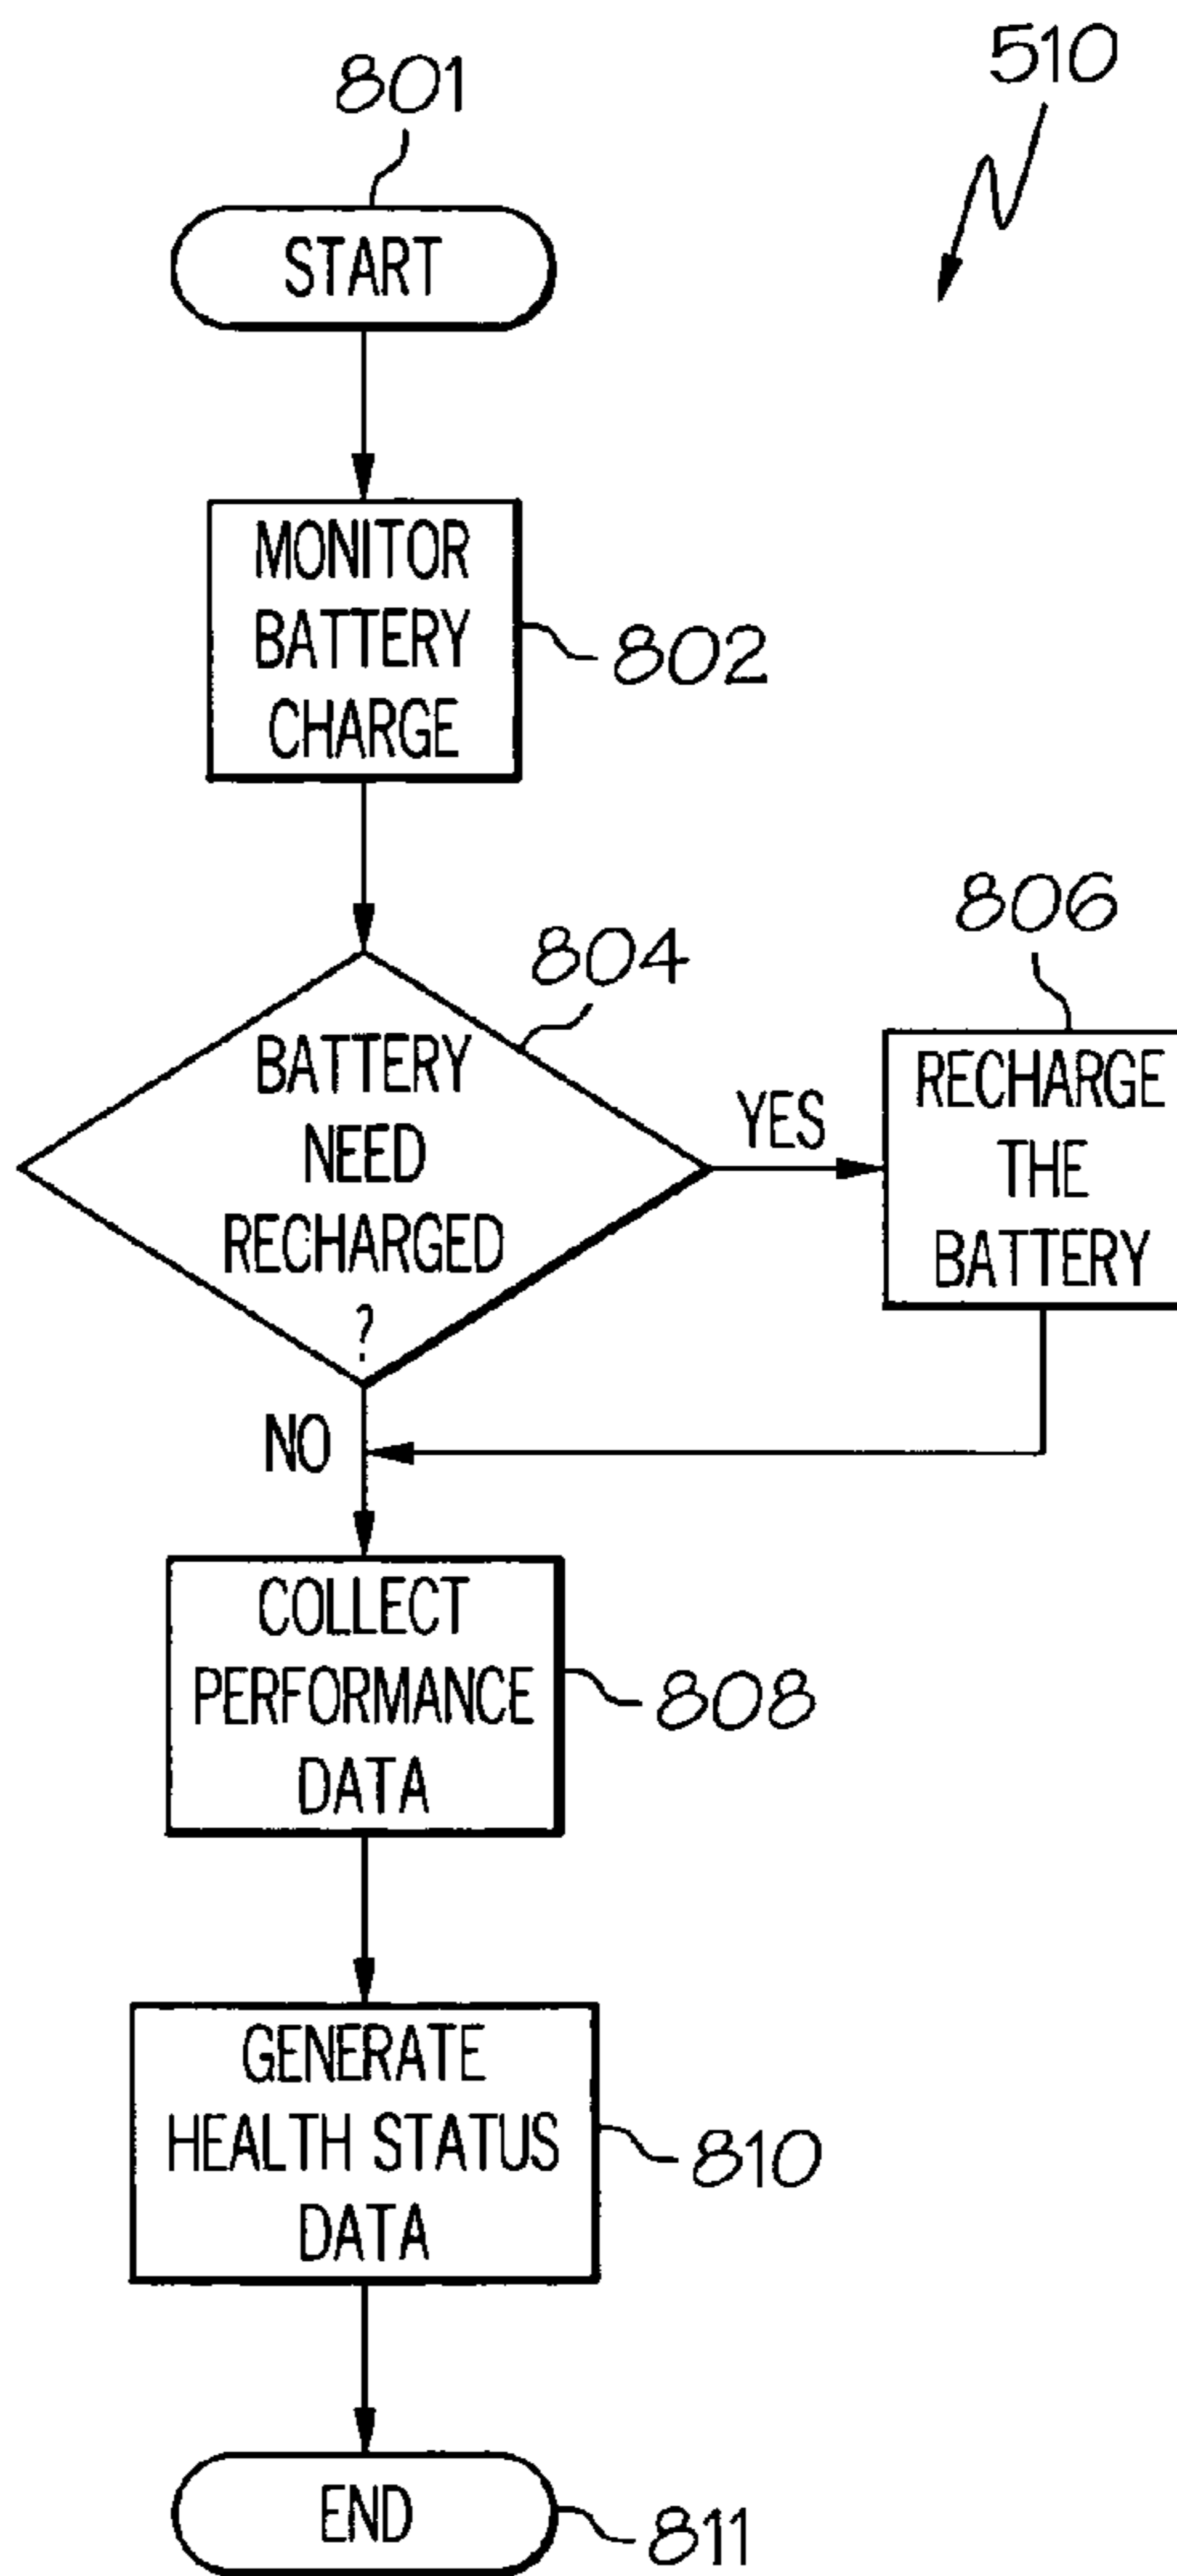 801
510
START
MONITOR
BATTERY
CHARGE
802
804
BATTERY
NEED
RECHARGED
?
YES
806
RECHARGE
THE
BATTERY
NO
COLLECT
PERFORMANCE
DATA
808
GENERATE
HEALTH STATUS
DATA
810
END
811